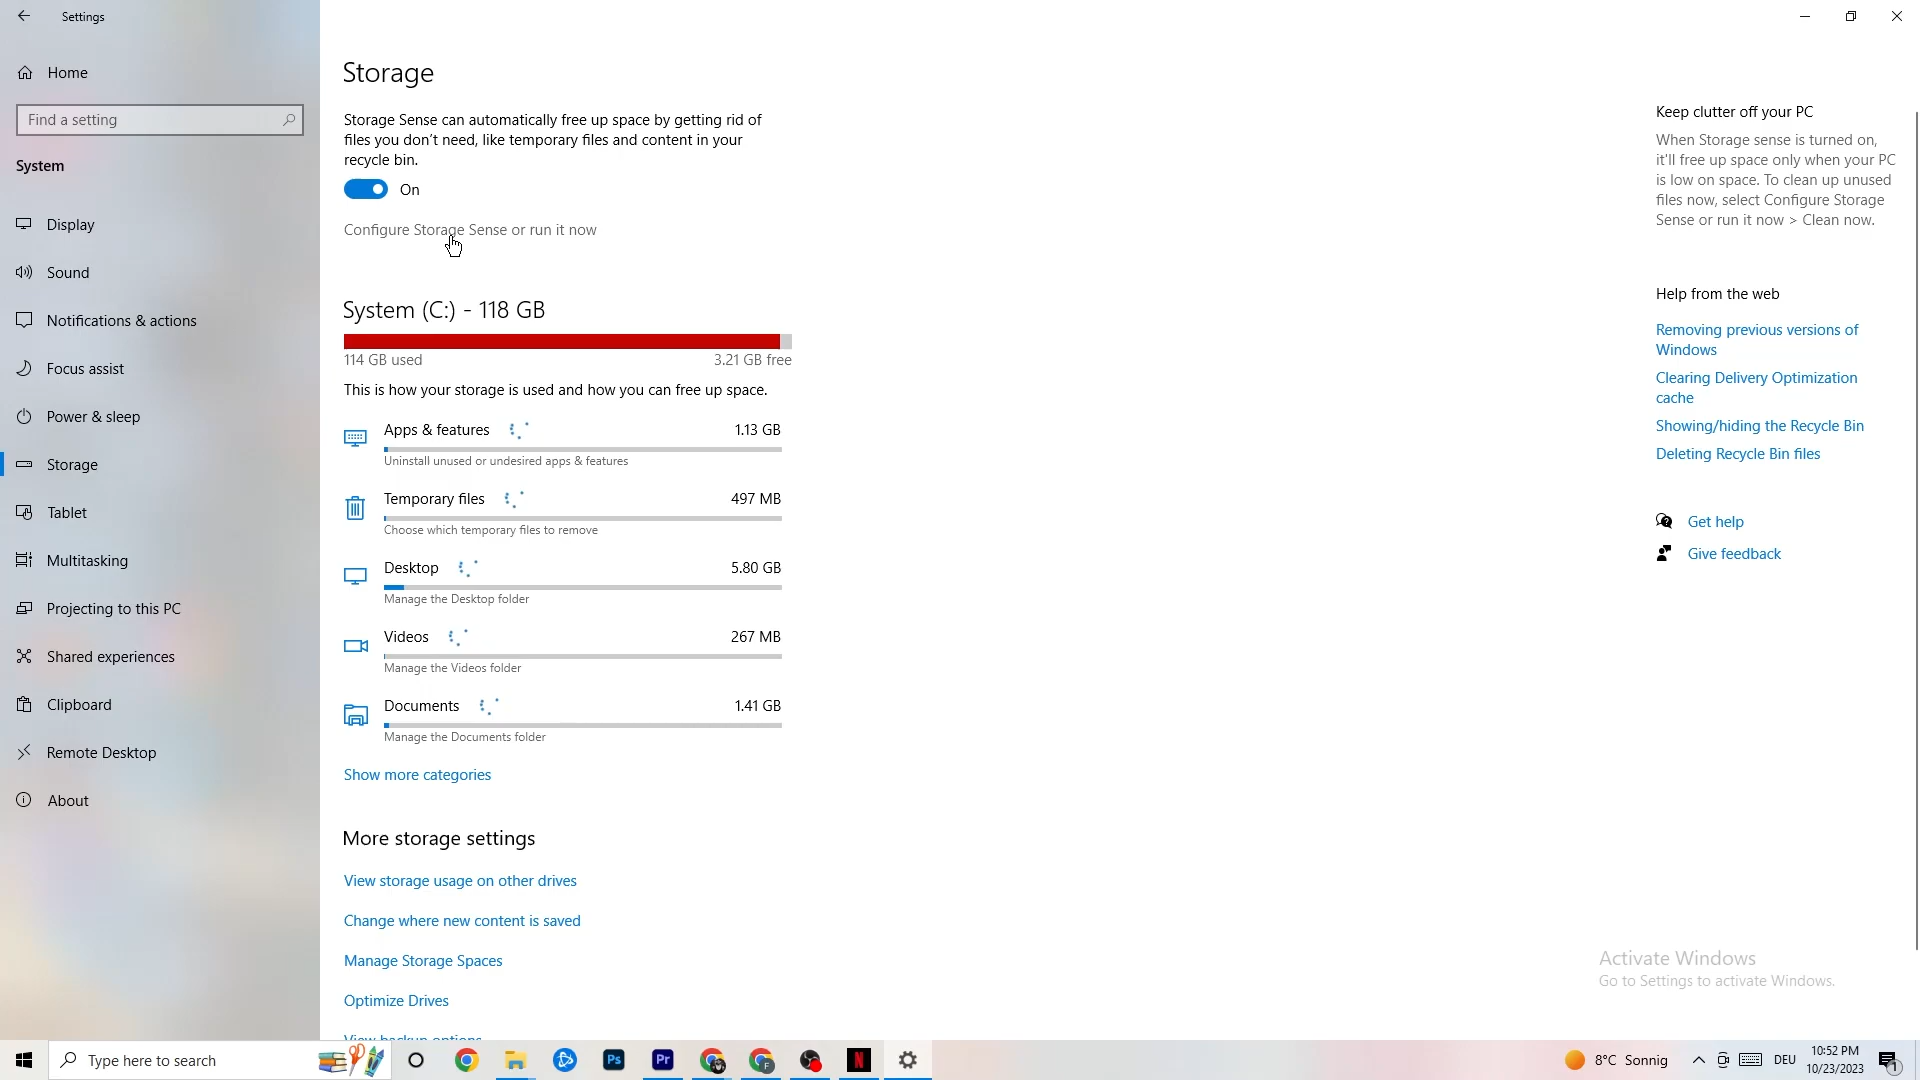 Settings
Home
Find a setting
System
Display
Sound
Notifications & actions
Focus assist
Power & sleep
Storage
Tablet
Multitasking
Projecting to this PC
Shared experiences
Clipboard
Remote Desktop
About
Storage
Storage Sense can automatically free up space by getting rid of
files you don't need, like temporary files and content in your
recycle bin.
On
Configure Storage Sense or run it now
System (C:) - 118 GB
114 GB used
3.21 GB free
This is how your storage is used and how you can free up space.
Apps & features
1.13 GB
Uninstall unused or undesired apps & features
Temporary files
497 MB
Choose which temporary files to remove
Desktop
5.80 GB
Manage the Desktop folder
Videos
267 MB
Manage the Videos folder
Documents
1.41 GB
Manage the Documents folder
Show more categories
More storage settings
View storage usage on other drives
Change where new content is saved
Manage Storage Spaces
Optimize Drives
View backup options
Keep clutter off your PC
When Storage sense is turned on,
it'll free up space only when your PC
is low on space. To clean up unused
files now, select Configure Storage
Sense or run it now > Clean now.
Help from the web
Removing previous versions of
Windows
Clearing Delivery Optimization
cache
Showing/hiding the Recycle Bin
Deleting Recycle Bin files
Get help
Give feedback
Activate Windows
Go to Settings to activate Windows.
Type here to search
Ps
Pr
F
N
8°C Sonnig
DEU
10:52 PM
10/23/2023
1